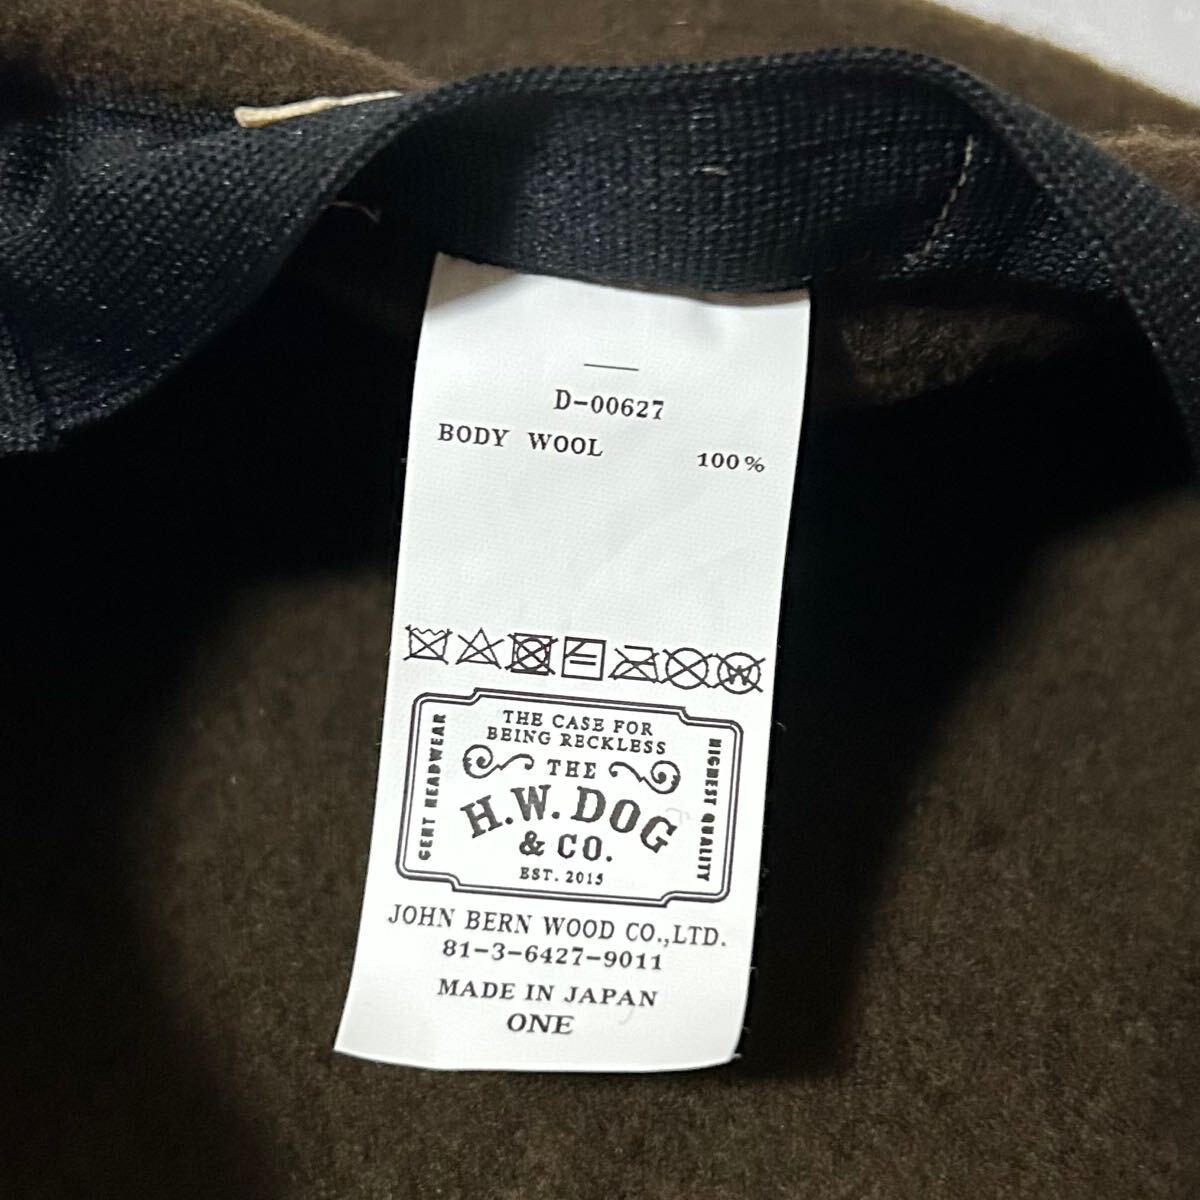 D-00627
BODY WOOL 100%
W
THE CASE FOR
BEING RECKLESS
GENT HEADWEAR
THE
H.W. DOG
& CO.
EST. 2015
HIGHEST QUALITY
JOHN BERN WOOD CO.,LTD.
81-3-6427-9011
MADE IN JAPAN
ONE